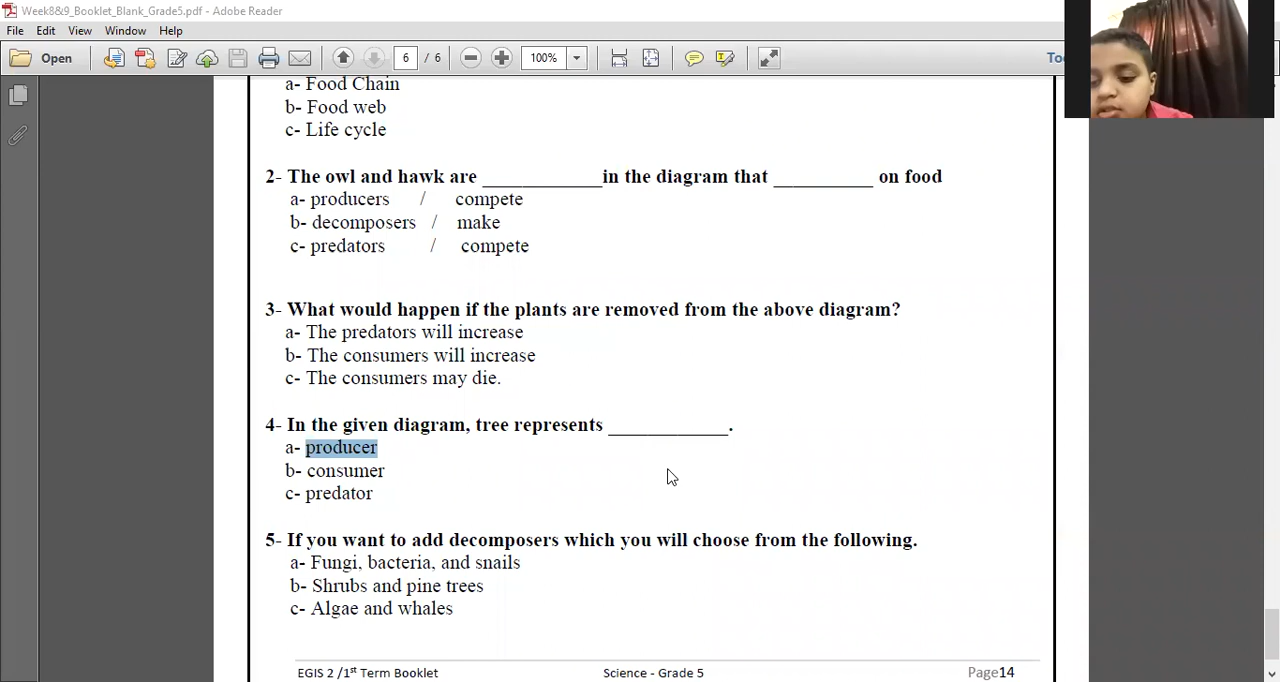 Week8&9_Booklet_Blank_Grade5.pdf - Adobe Reader
File Edit View Window Help
Open 6 / 6 100%
a- Food Chain
b- Food web
c- Life cycle
2- The owl and hawk are ____________in the diagram that __________ on food
a- producers / compete
b- decomposers / make
c- predators / compete
3- What would happen if the plants are removed from the above diagram?
a- The predators will increase
b- The consumers will increase
c- The consumers may die.
4- In the given diagram, tree represents ____________.
a- producer
b- consumer
c- predator
5- If you want to add decomposers which you will choose from the following.
a- Fungi, bacteria, and snails
b- Shrubs and pine trees
c- Algae and whales
EGIS 2 /1st Term Booklet Science - Grade 5 Page14